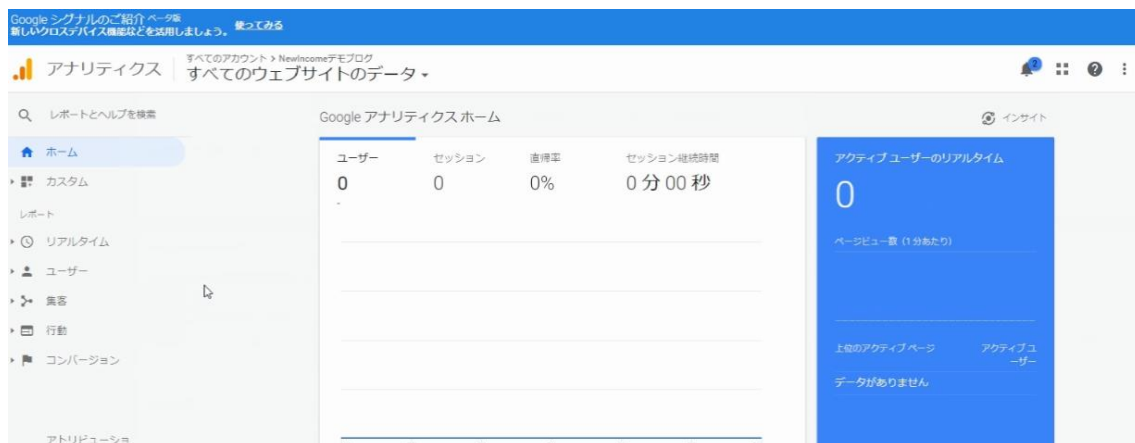 Google シグナルのご紹介 ベータ版
新しいクロスデバイス機能などを活用しましょう。 使ってみる
アナリティクス
すべてのアカウント > NewIncomeデモブログ
すべてのウェブサイトのデータ
2
レポートとヘルプを検索
Google アナリティクス ホーム
インサイト
ホーム
カスタム
レポート
リアルタイム
ユーザー
集客
行動
コンバージョン
アトリビューショ
ユーザー セッション 直帰率 セッション継続時間
0 0 0% 0 分 00 秒
-
アクティブ ユーザーのリアルタイム
0
ページビュー数 (1 分あたり)
上位のアクティブ ページ アクティブ ユ
ーザー
データがありません